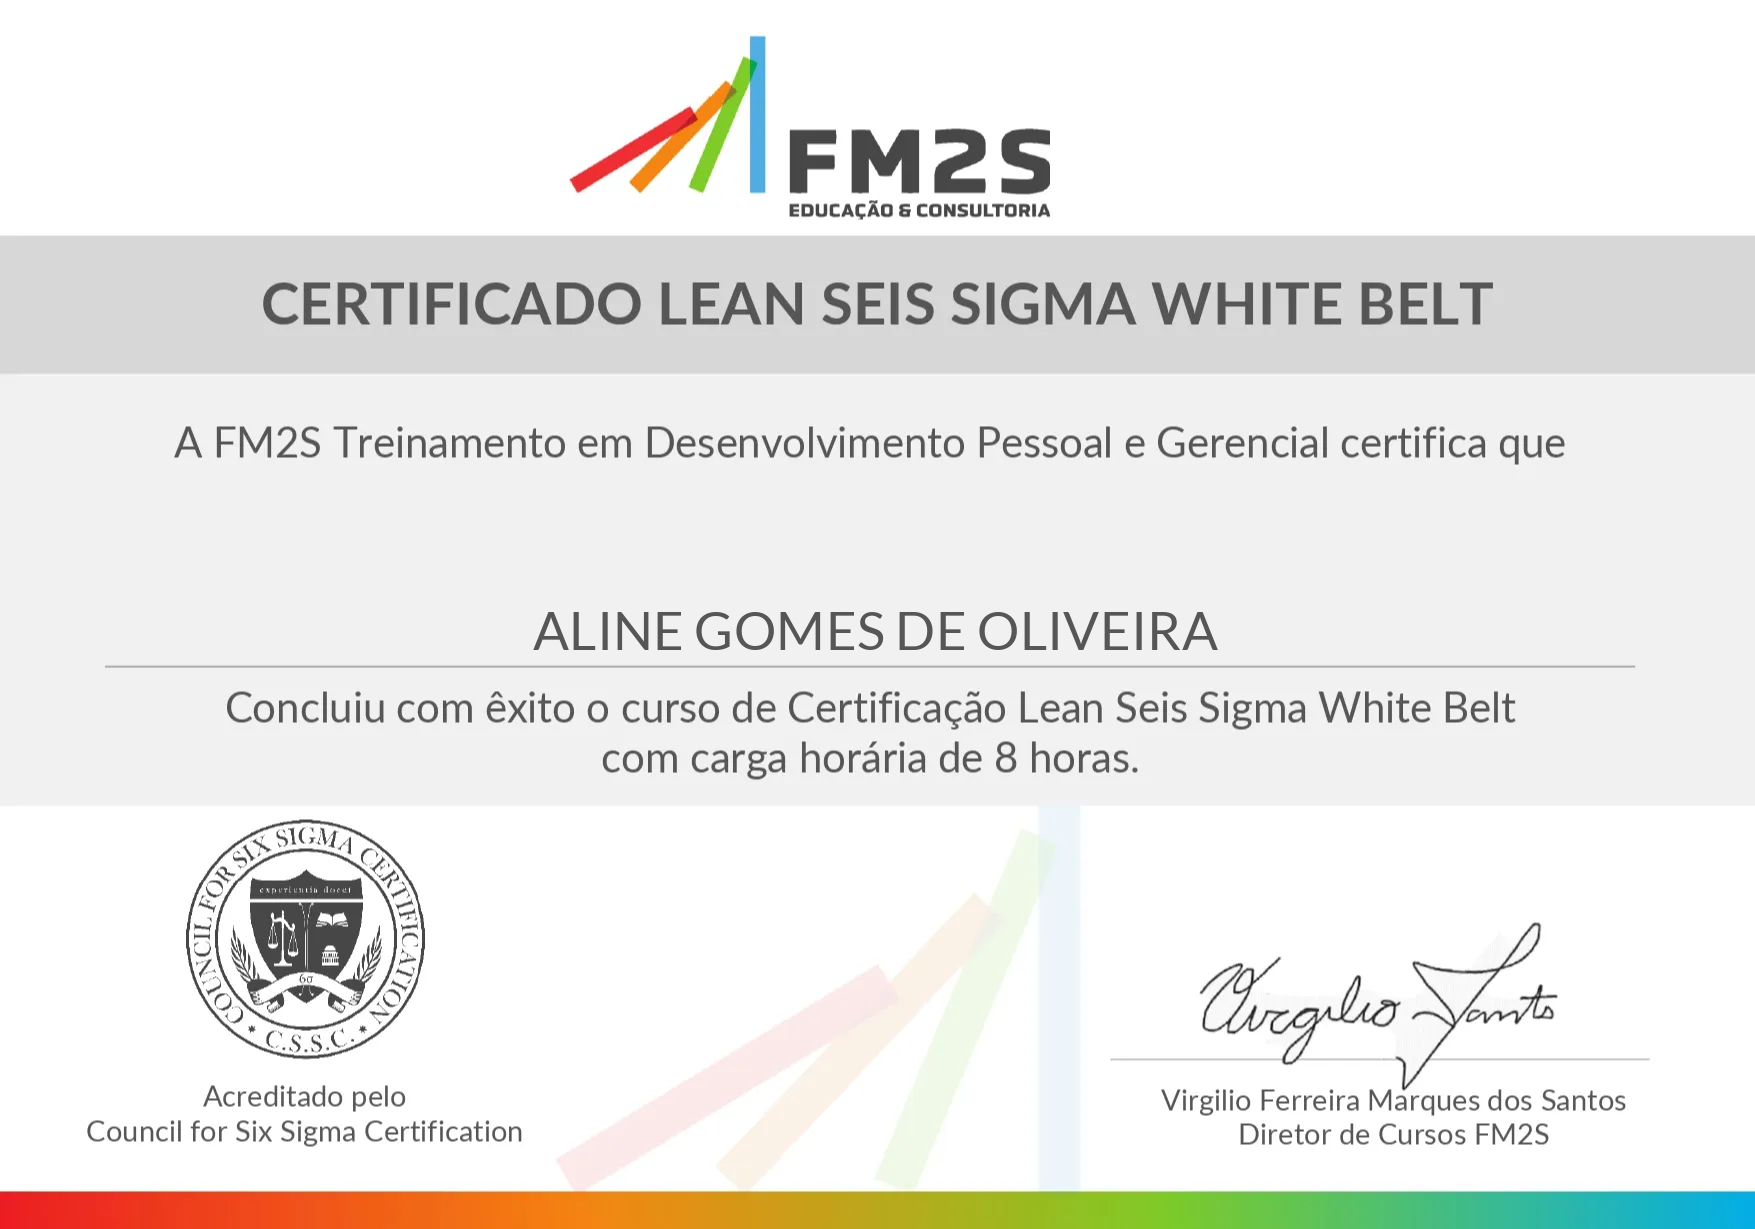 FM2S
EDUCAÇÃO & CONSULTORIA
CERTIFICADO LEAN SEIS SIGMA WHITE BELT
A FM2S Treinamento em Desenvolvimento Pessoal e Gerencial certifica que
ALINE GOMES DE OLIVEIRA
Concluiu com êxito o curso de Certificação Lean Seis Sigma White Belt
com carga horária de 8 horas.
COUNCIL FOR SIX SIGMA CERTIFICATION
experientia docet
6σ
* C.S.S.C. *
Acreditado pelo
Council for Six Sigma Certification
Virgilio Santos
Virgilio Ferreira Marques dos Santos
Diretor de Cursos FM2S